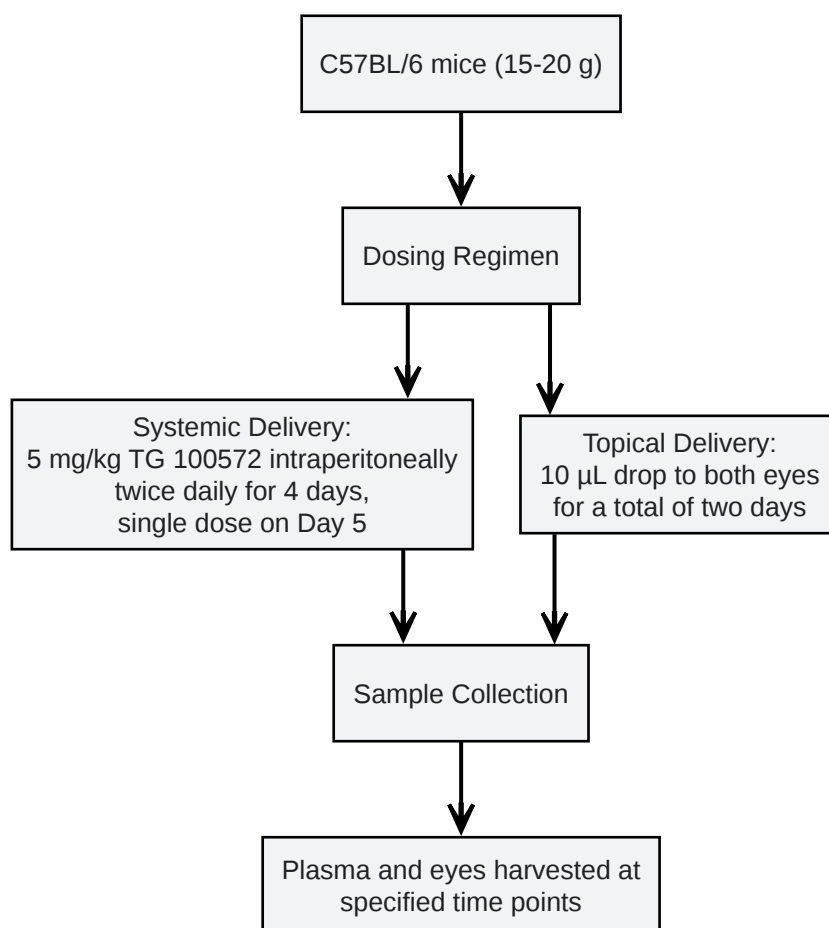 C57BL/6 mice (15-20 g)
Dosing Regimen
Systemic Delivery:
5 mg/kg TG 100572 intraperitoneally
twice daily for 4 days,
single dose on Day 5
Topical Delivery:
10 µL drop to both eyes
for a total of two days
Sample Collection
Plasma and eyes harvested at
specified time points